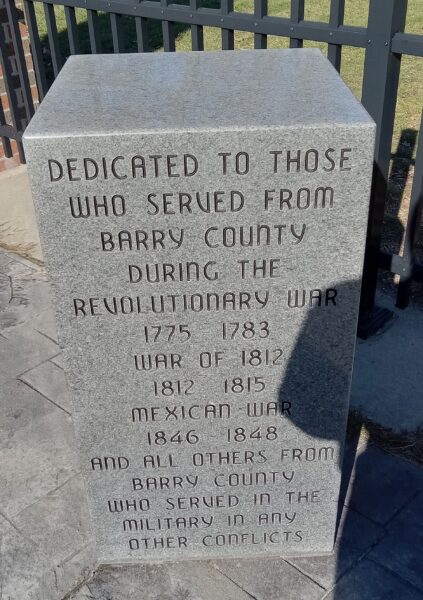 DEDICATED TO THOSE
WHO SERVED FROM
BARRY COUNTY
DURING THE
REVOLUTIONARY WAR
1775 1783
WAR OF 1812
1812 1815
MEXICAN WAR
1846 - 1848
AND ALL OTHERS FROM
BARRY COUNTY
WHO SERVED IN THE
MILITARY IN ANY
OTHER CONFLICTS